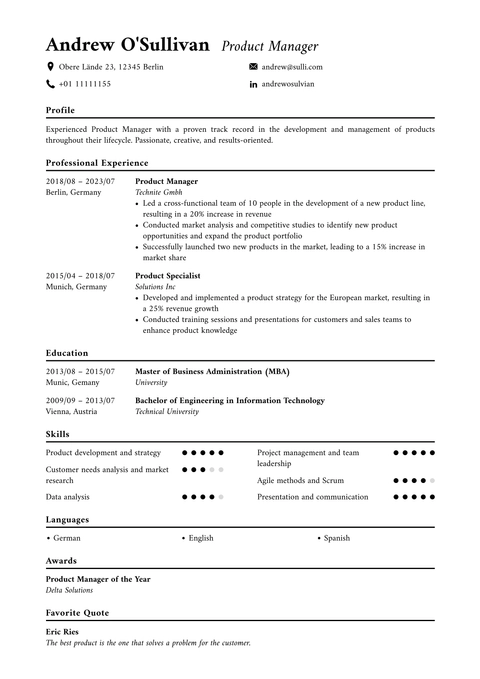 Andrew O'Sullivan Product Manager
Obere Lände 23, 12345 Berlin
andrew@sulli.com
+01 11111155
andrewosulvian
Profile
Experienced Product Manager with a proven track record in the development and management of products
throughout their lifecycle. Passionate, creative, and results-oriented.
Professional Experience
2018/08 – 2023/07
Berlin, Germany
Product Manager
Technite Gmbh
• Led a cross-functional team of 10 people in the development of a new product line,
resulting in a 20% increase in revenue
• Conducted market analysis and competitive studies to identify new product
opportunities and expand the product portfolio
• Successfully launched two new products in the market, leading to a 15% increase in
market share
2015/04 – 2018/07
Munich, Germany
Product Specialist
Solutions Inc
• Developed and implemented a product strategy for the European market, resulting in
a 25% revenue growth
• Conducted training sessions and presentations for customers and sales teams to
enhance product knowledge
Education
2013/08 – 2015/07
Munic, Gemany
Master of Business Administration (MBA)
University
2009/09 – 2013/07
Vienna, Austria
Bachelor of Engineering in Information Technology
Technical University
Skills
Product development and strategy
Customer needs analysis and market
research
Data analysis
Project management and team
leadership
Agile methods and Scrum
Presentation and communication
Languages
• German
• English
• Spanish
Awards
Product Manager of the Year
Delta Solutions
Favorite Quote
Eric Ries
The best product is the one that solves a problem for the customer.